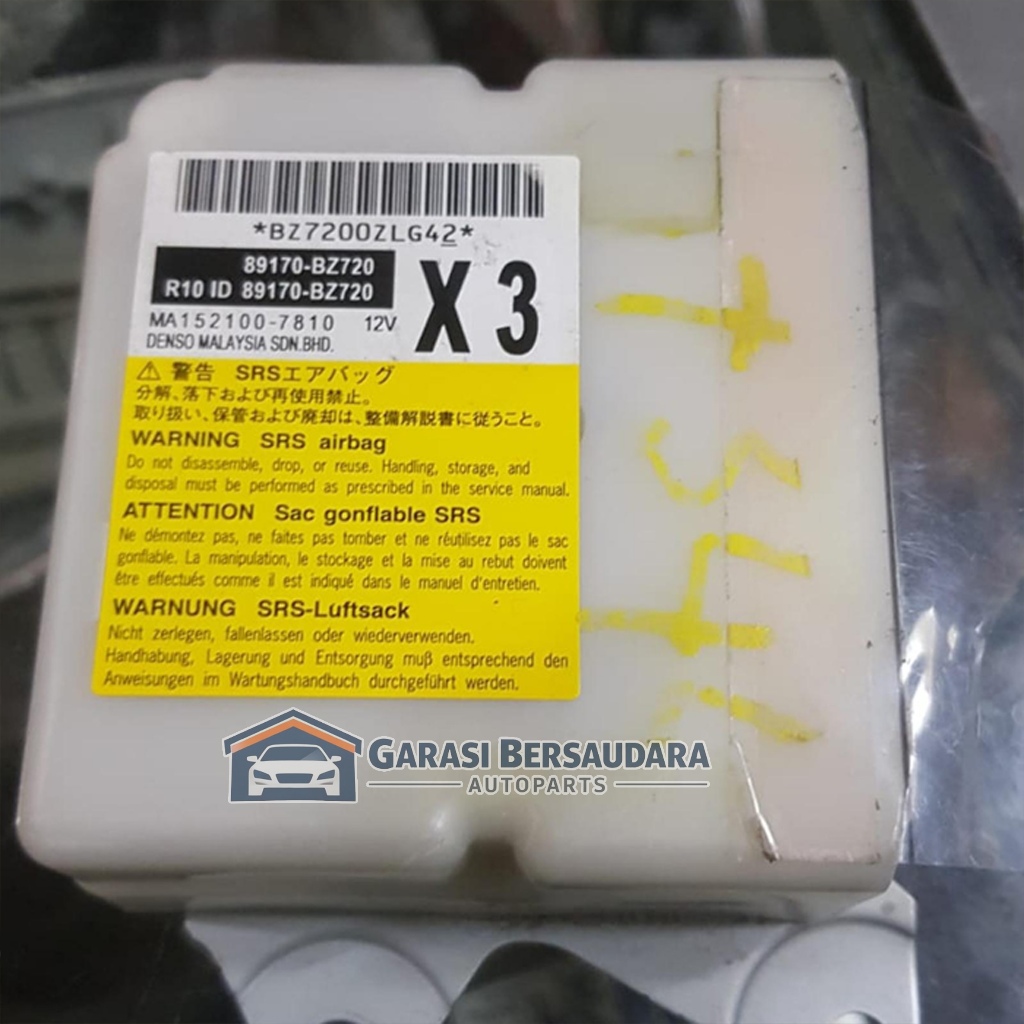 *BZ7200ZLG42*
89170-BZ720
R10 ID 89170-BZ720
X 3
MA152100-7810 12V
DENSO MALAYSIA SDN.BHD.
⚠ 警告 SRSエアバッグ
分解、落下および再使用禁止。
取り扱い、保管および廃却は、整備解説書に従うこと。
WARNING SRS airbag
Do not disassemble, drop, or reuse. Handling, storage, and
disposal must be performed as prescribed in the service manual.
ATTENTION Sac gonflable SRS
Ne démontez pas, ne faites pas tomber et ne réutilisez pas le sac
gonflable. La manipulation, le stockage et la mise au rebut doivent
être effectués comme il est indiqué dans le manuel d'entretien.
WARNUNG SRS-Luftsack
Nicht zerlegen, fallenlassen oder wiederverwenden.
Handhabung, Lagerung und Entsorgung muß entsprechend den
Anweisungen im Wartungshandbuch durchgeführt werden.
GARASI BERSAUDARA
AUTOPARTS